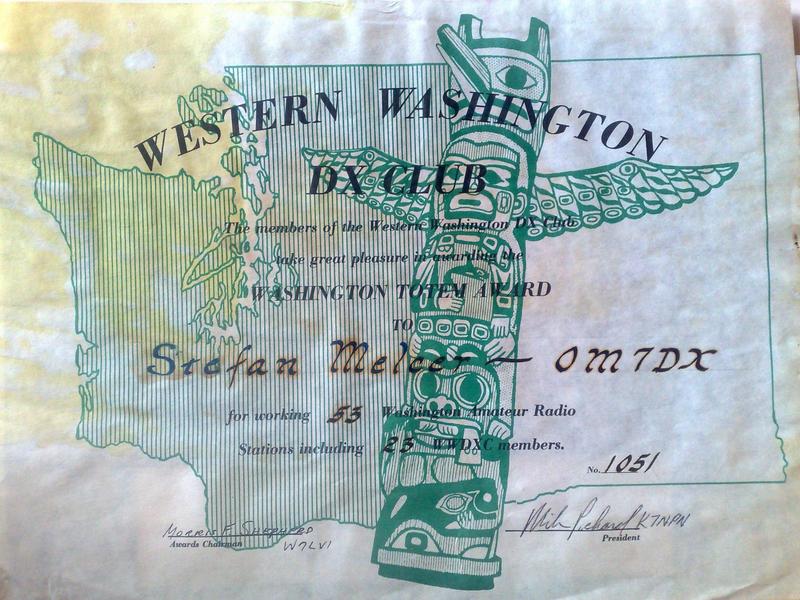 WESTERN WASHINGTON
DX CLUB
The members of the Western Washington DX Club
take great pleasure in awarding the
WASHINGTON TOTEM AWARD
TO
Stefan Melcer — OM7DX
for working 53 Washington Amateur Radio
Stations including 23 WWDXC members.
No. 1051
Morris F. Shepherd
Awards Chairman W7LVI
K7NPN
President